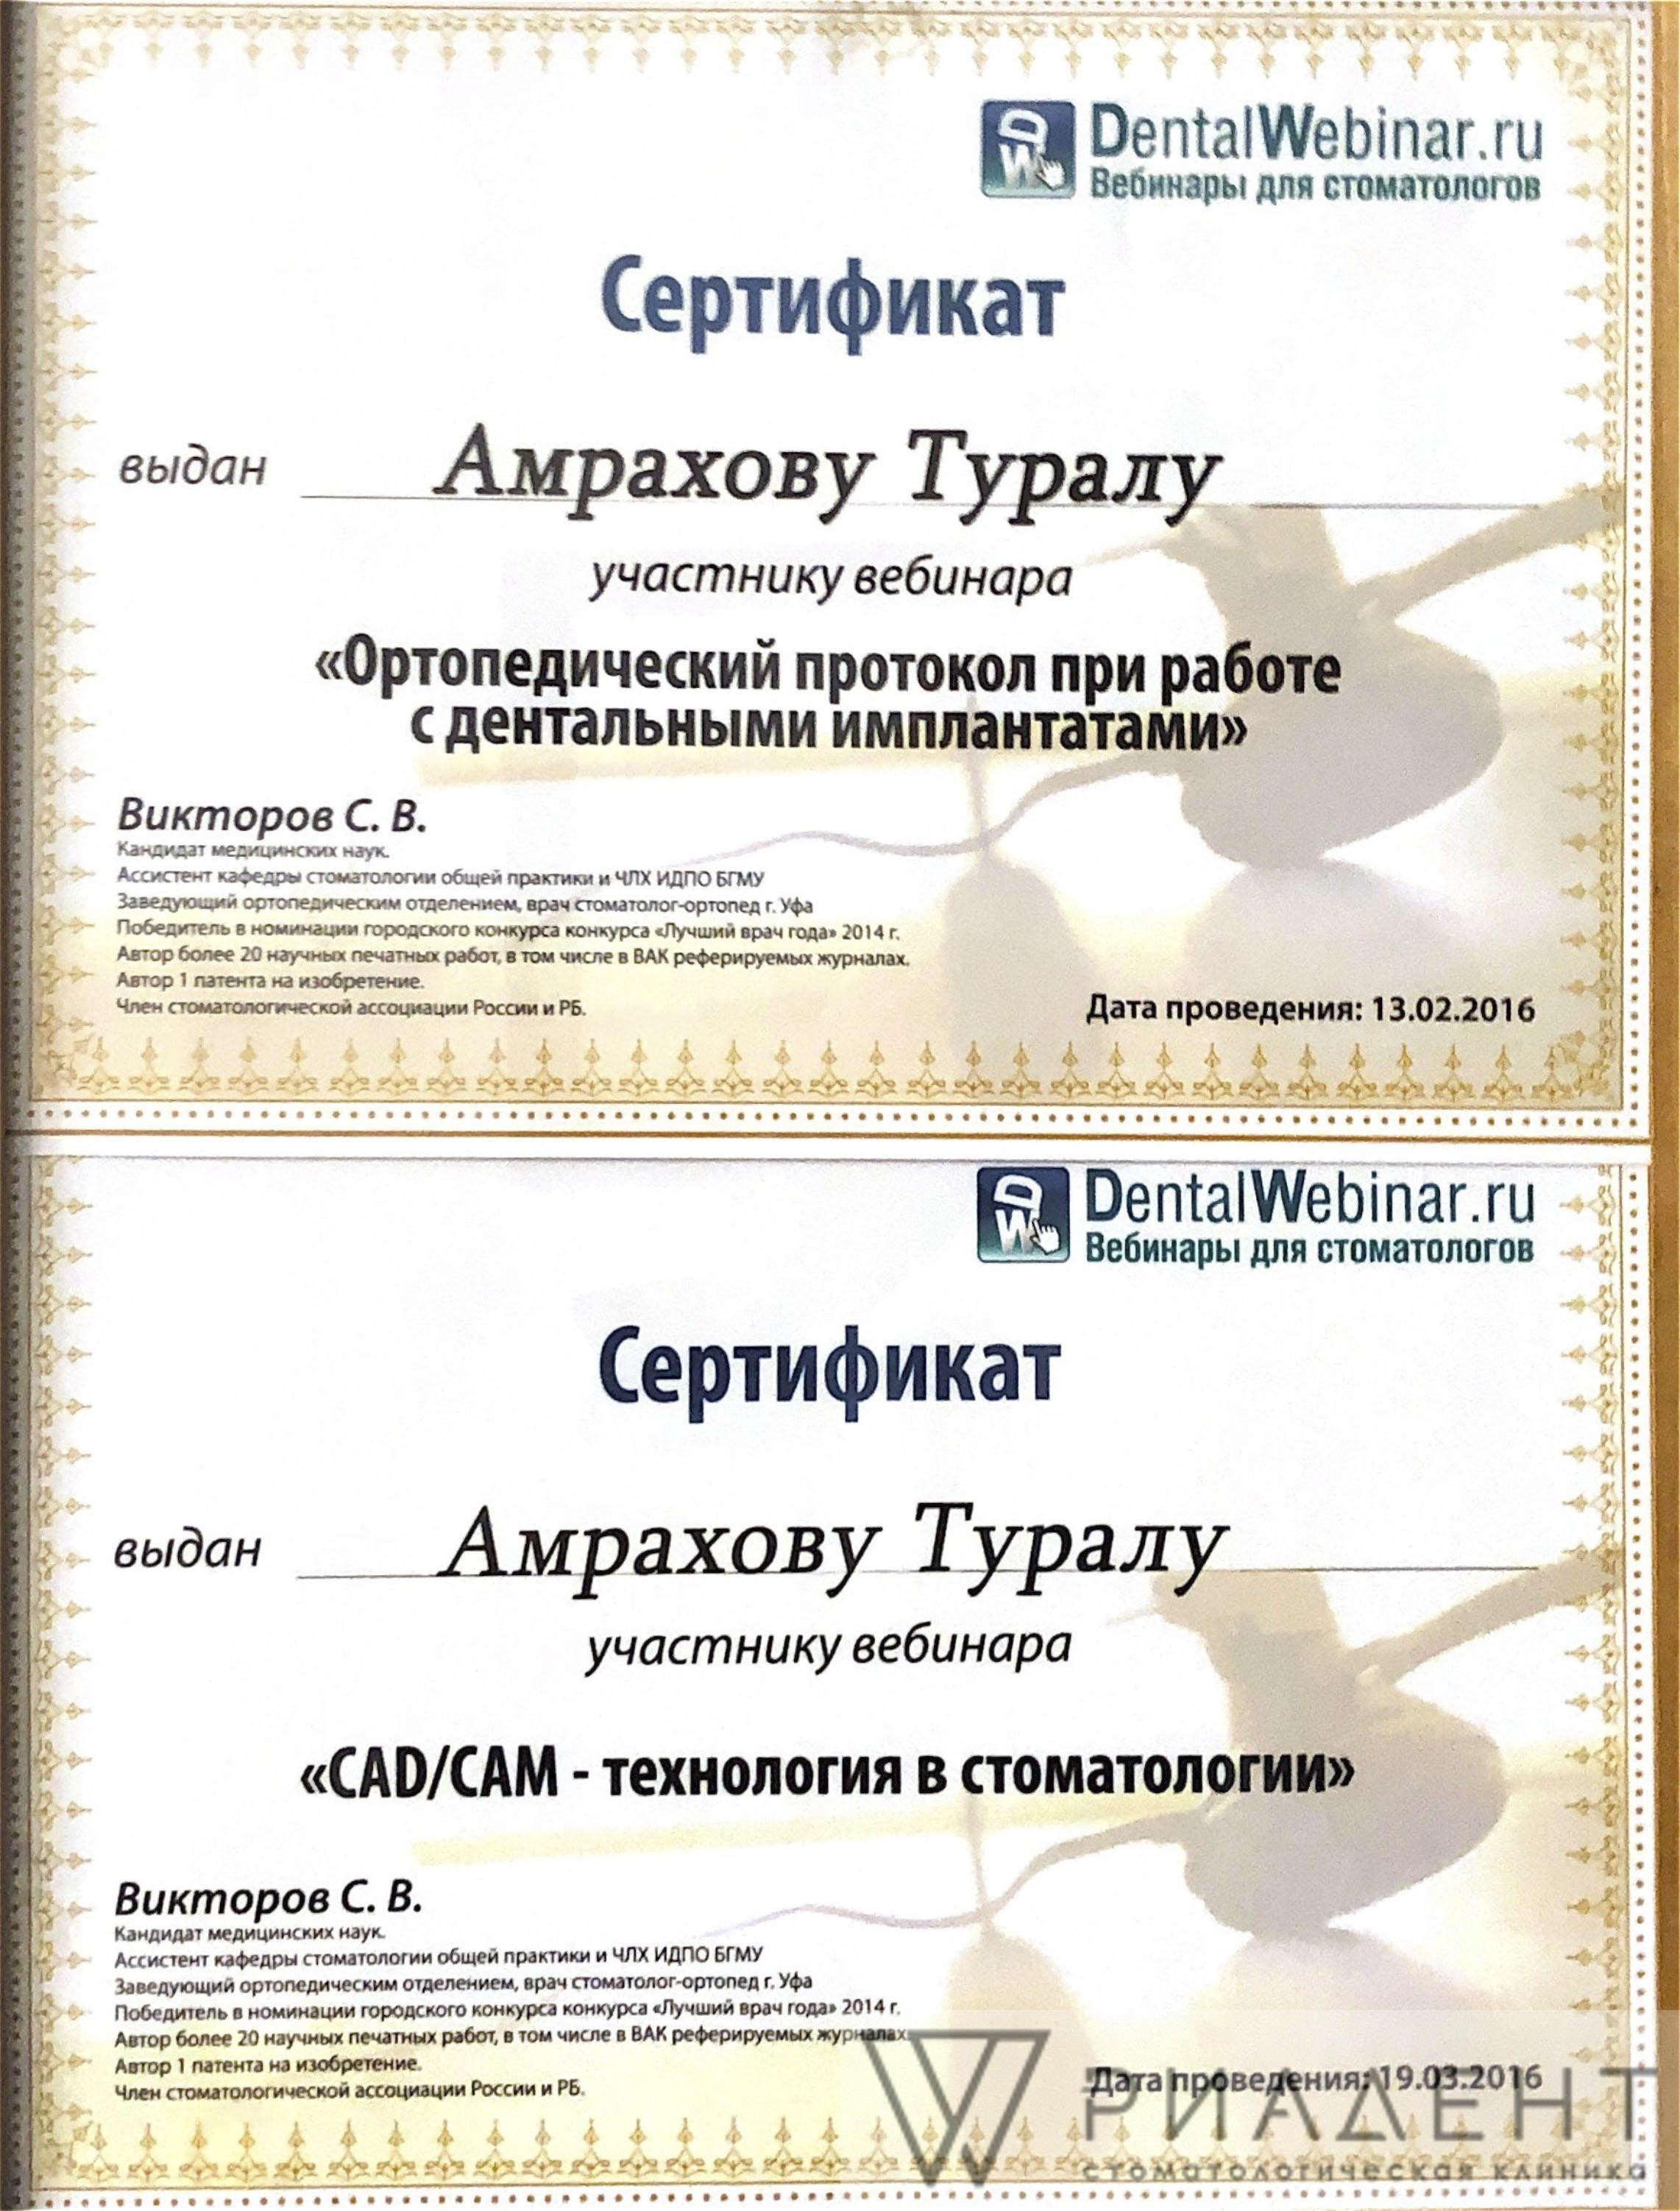 DentalWebinar.ru
Вебинары для стоматологов
Сертификат
выдан Амрахову Туралу
участнику вебинара
«Ортопедический протокол при работе
с дентальными имплантатами»
Викторов С. В.
Кандидат медицинских наук.
Ассистент кафедры стоматологии общей практики и ЧЛХ ИДПО БГМУ
Заведующий ортопедическим отделением, врач стоматолог-ортопед г. Уфа
Победитель в номинации городского конкурса конкурса «Лучший врач года» 2014 г.
Автор более 20 научных печатных работ, в том числе в ВАК реферируемых журналах.
Автор 1 патента на изобретение.
Член стоматологической ассоциации России и РБ.
Дата проведения: 13.02.2016
DentalWebinar.ru
Вебинары для стоматологов
Сертификат
выдан Амрахову Туралу
участнику вебинара
«CAD/CAM - технология в стоматологии»
Викторов С. В.
Кандидат медицинских наук.
Ассистент кафедры стоматологии общей практики и ЧЛХ ИДПО БГМУ
Заведующий ортопедическим отделением, врач стоматолог-ортопед г. Уфа
Победитель в номинации городского конкурса конкурса «Лучший врач года» 2014 г.
Автор более 20 научных печатных работ, в том числе в ВАК реферируемых журналах.
Автор 1 патента на изобретение.
Член стоматологической ассоциации России и РБ.
Дата проведения: 19.03.2016
РИАДЕНТ
стоматологическая клиника